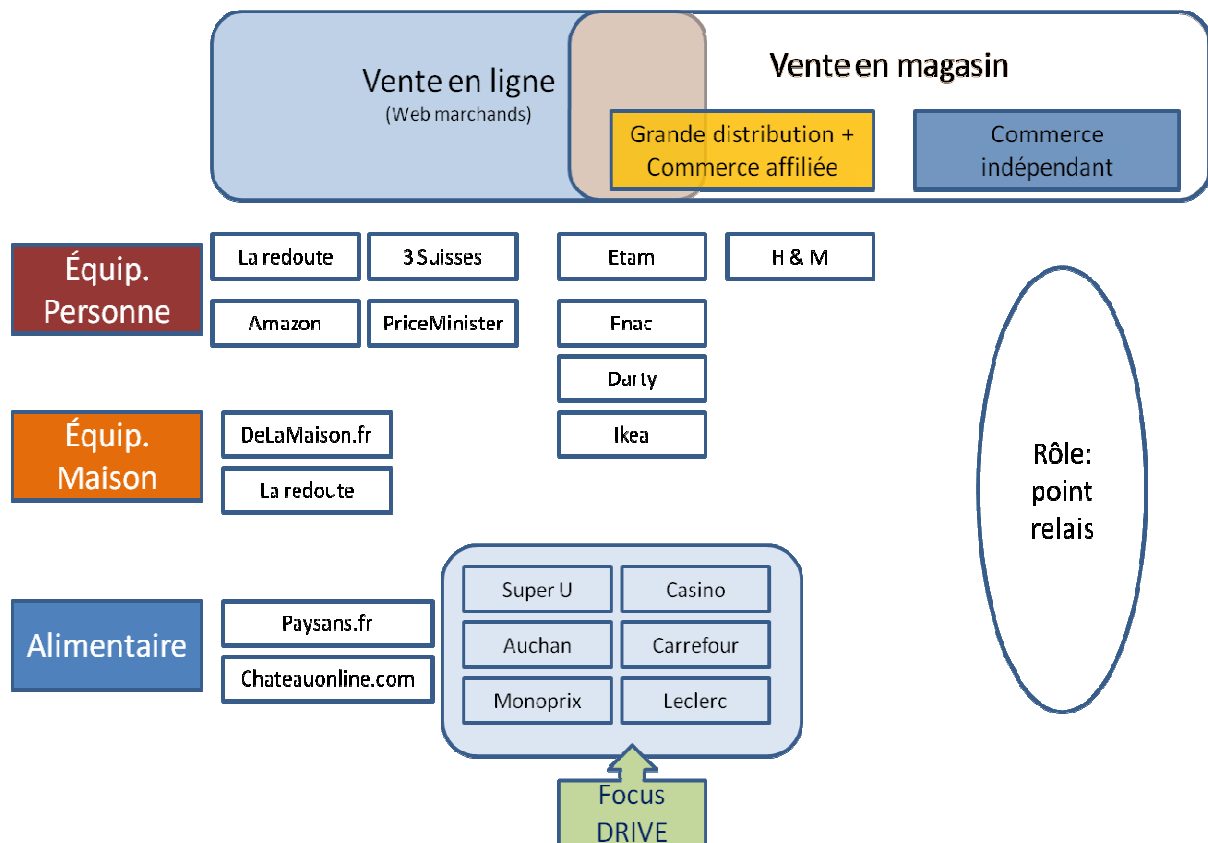 Vente en ligne
(Web marchands)
Vente en magasin
Grande distribution +
Commerce affiliée
Commerce
indépendant
Équip.
Personne
La redoute
3 Suisses
Etam
H & M
Amazon
PriceMinister
Fnac
Darty
Équip.
Maison
DeLaMaison.fr
Ikea
La redoute
Rôle:
point
relais
Alimentaire
Paysans.fr
Chateauonline.com
Super U
Casino
Auchan
Carrefour
Monoprix
Leclerc
Focus
DRIVE